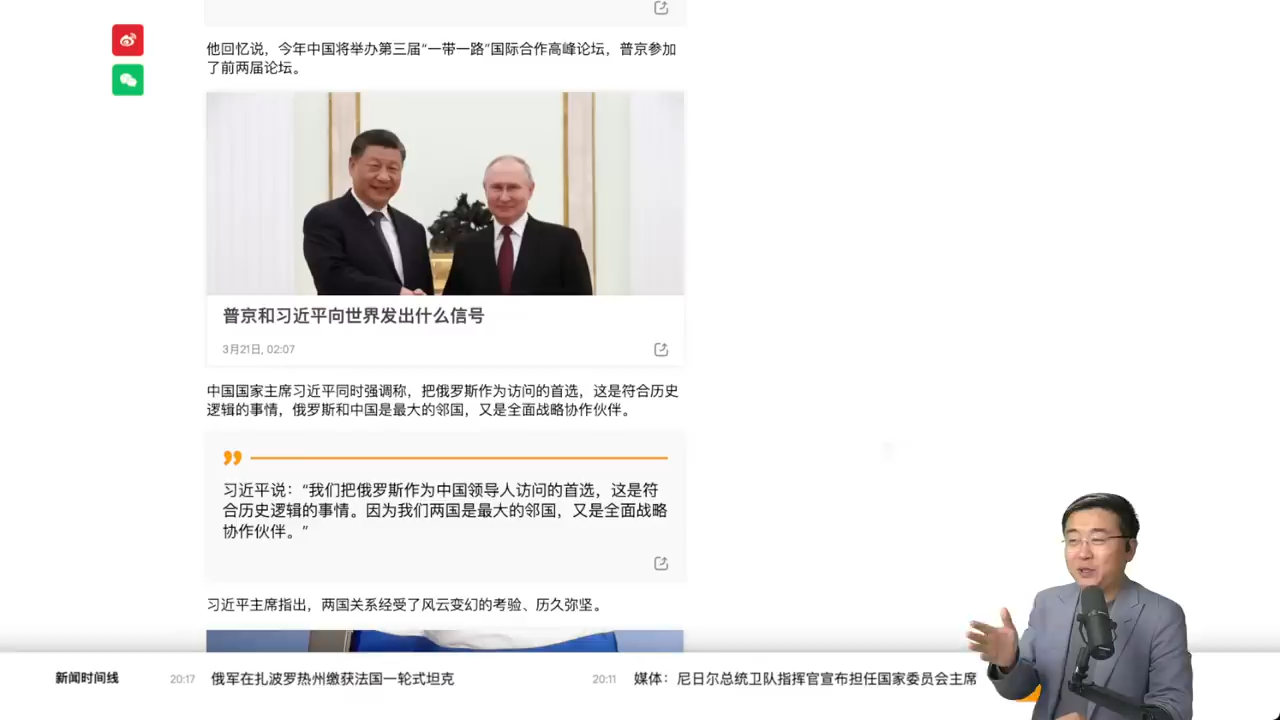 他回忆说，今年中国将举办第三届“一带一路”国际合作高峰论坛，普京参加
了前两届论坛。
普京和习近平向世界发出什么信号
3月21日, 02:07
中国国家主席习近平同时强调称，把俄罗斯作为访问的首选，这是符合历史
逻辑的事情，俄罗斯和中国是最大的邻国，又是全面战略协作伙伴。
习近平说：“我们把俄罗斯作为中国领导人访问的首选，这是符
合历史逻辑的事情。因为我们两国是最大的邻国，又是全面战略
协作伙伴。”
习近平主席指出，两国关系经受了风云变幻的考验、历久弥坚。
新闻时间线
20:17 俄军在扎波罗热州缴获法国一轮式坦克
20:11 媒体：尼日尔总统卫队指挥官宣布担任国家委员会主席